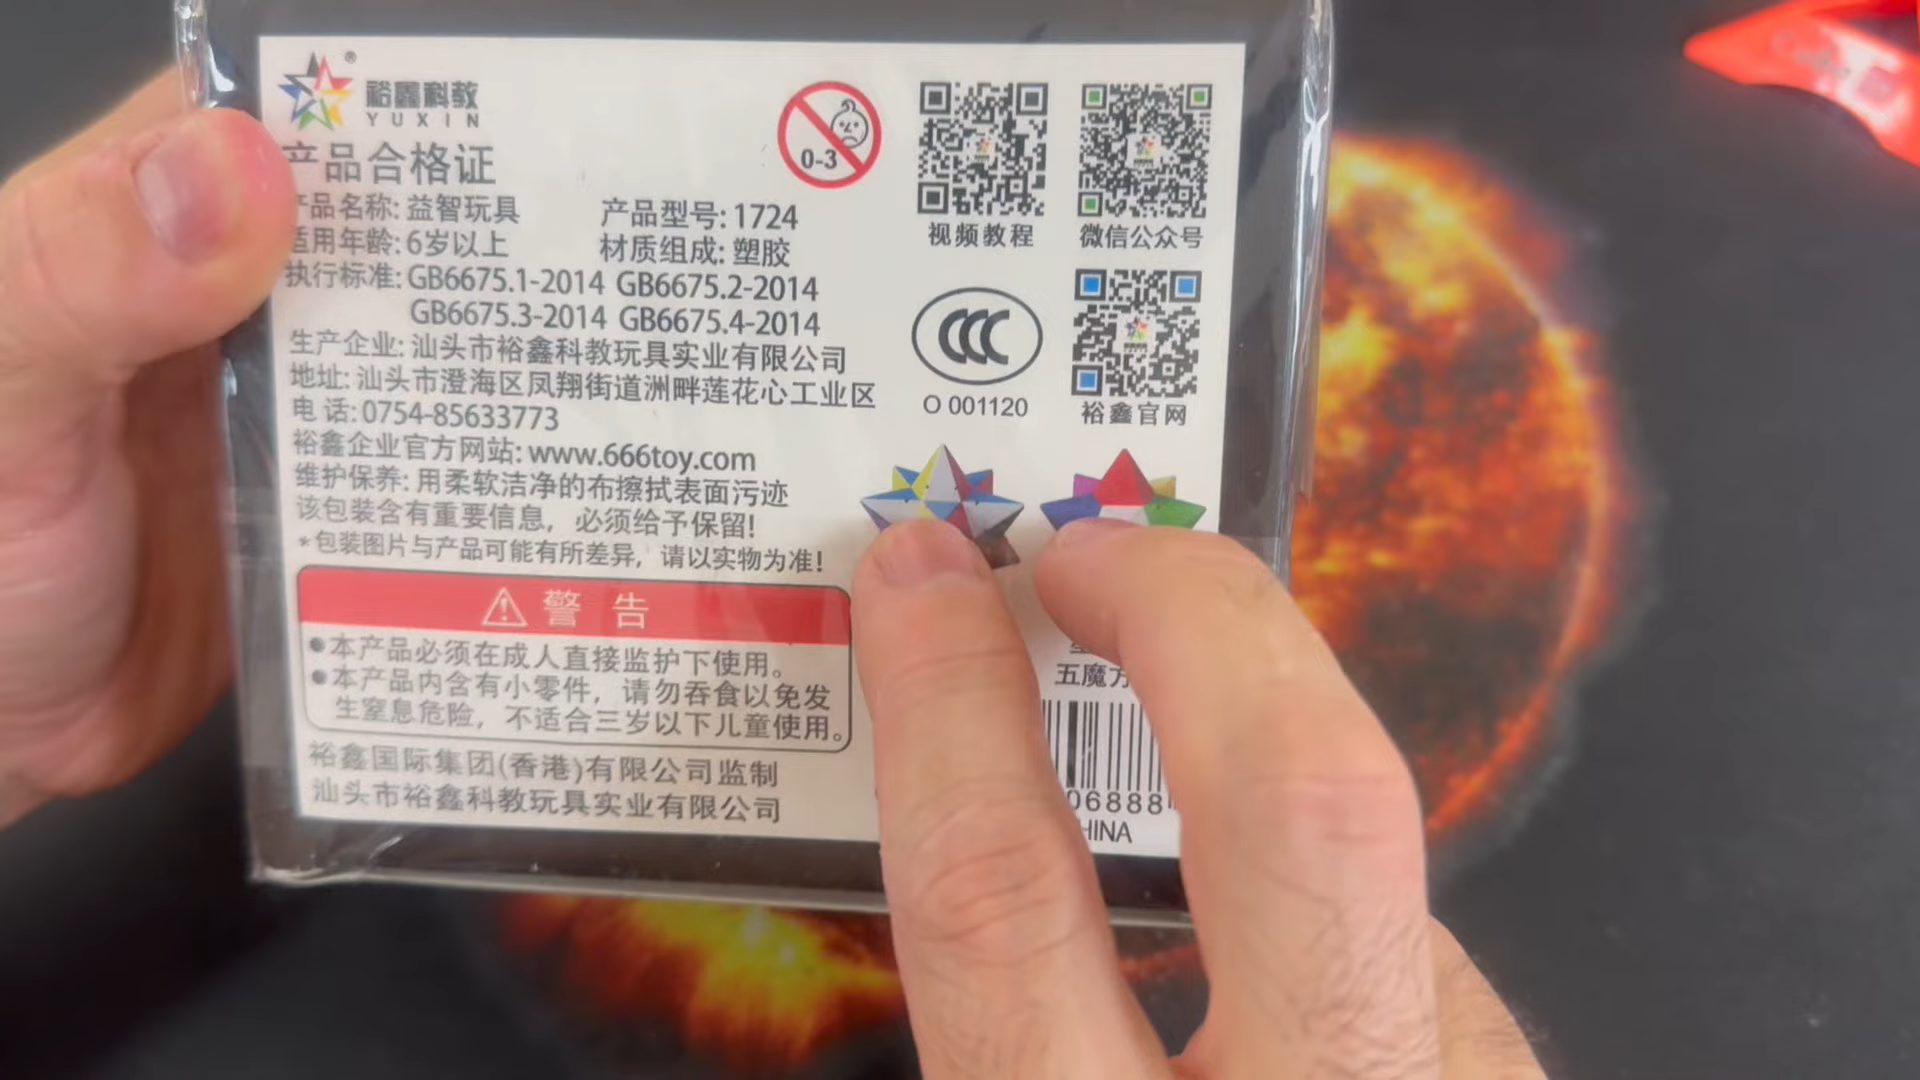 裕鑫科教
YUXIN
产品合格证
产品名称: 益智玩具
产品型号: 1724
适用年龄: 6岁以上
材质组成: 塑胶
执行标准: GB6675.1-2014 GB6675.2-2014
GB6675.3-2014 GB6675.4-2014
生产企业: 汕头市裕鑫科教玩具实业有限公司
地址: 汕头市澄海区凤翔街道洲畔莲花心工业区
电话: 0754-85633773
裕鑫企业官方网站: www.666toy.com
维护保养: 用柔软洁净的布擦拭表面污迹
该包装含有重要信息，必须给予保留!
*包装图片与产品可能有所差异，请以实物为准!
警告
●本产品必须在成人直接监护下使用。
●本产品内含有小零件，请勿吞食以免发
生窒息危险，不适合三岁以下儿童使用。
裕鑫国际集团(香港)有限公司监制
汕头市裕鑫科教玩具实业有限公司
0-3
视频教程
微信公众号
CCC
O 001120
裕鑫官网
五魔方
06888
HINA